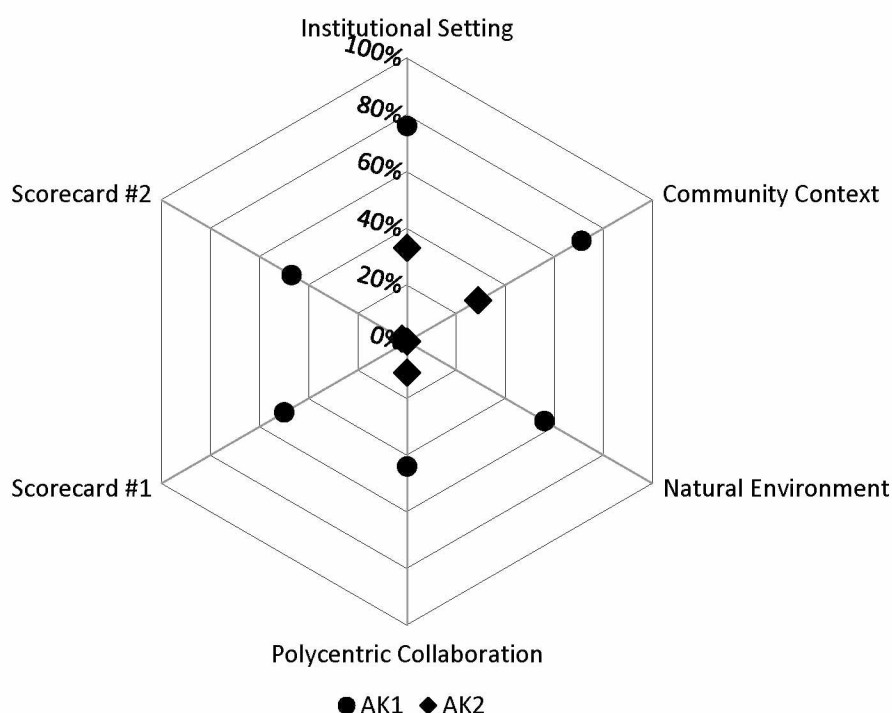 Institutional Setting
100%
80%
60%
40%
20%
0%
Scorecard #2
Community Context
Scorecard #1
Natural Environment
Polycentric Collaboration
AK1 AK2